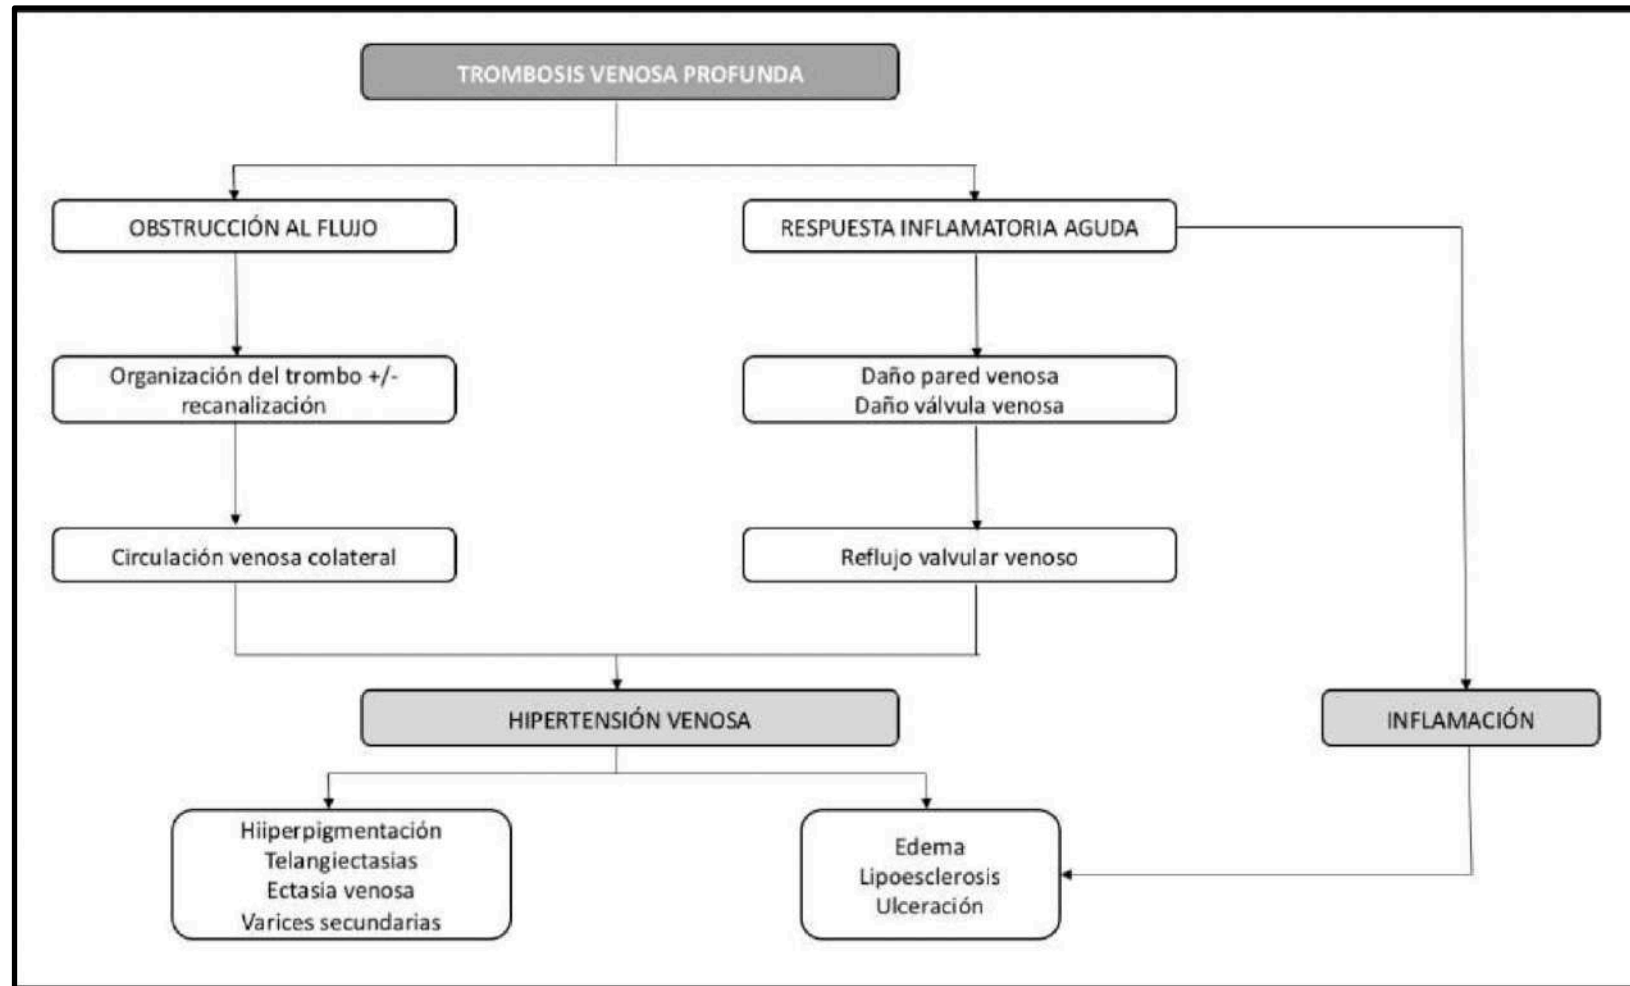 TROMBOSIS VENOSA PROFUNDA
OBSTRUCCIÓN AL FLUJO
RESPUESTA INFLAMATORIA AGUDA
Organización del trombo +/-
recanalización
Daño pared venosa
Daño válvula venosa
Circulación venosa colateral
Reflujo valvular venoso
HIPERTENSIÓN VENOSA
INFLAMACIÓN
Hiiperpigmentación
Telangiectasias
Ectasia venosa
Varices secundarias
Edema
Lipoesclerosis
Ulceración